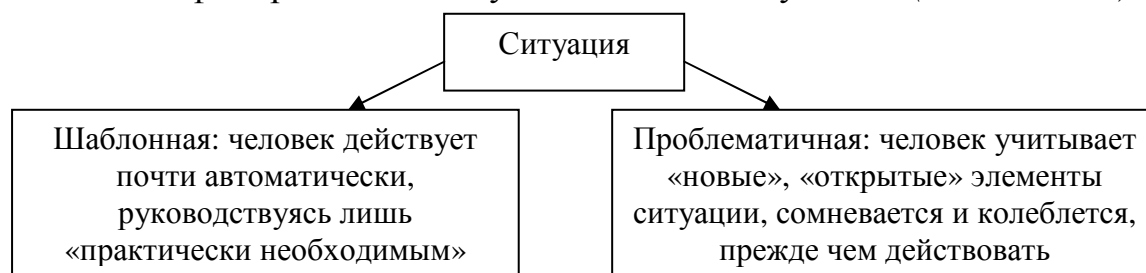 Ситуация
Шаблонная: человек действует
почти автоматически,
руководствуясь лишь
«практически необходимым»
Проблематичная: человек учитывает
«новые», «открытые» элементы
ситуации, сомневается и колеблется,
прежде чем действовать